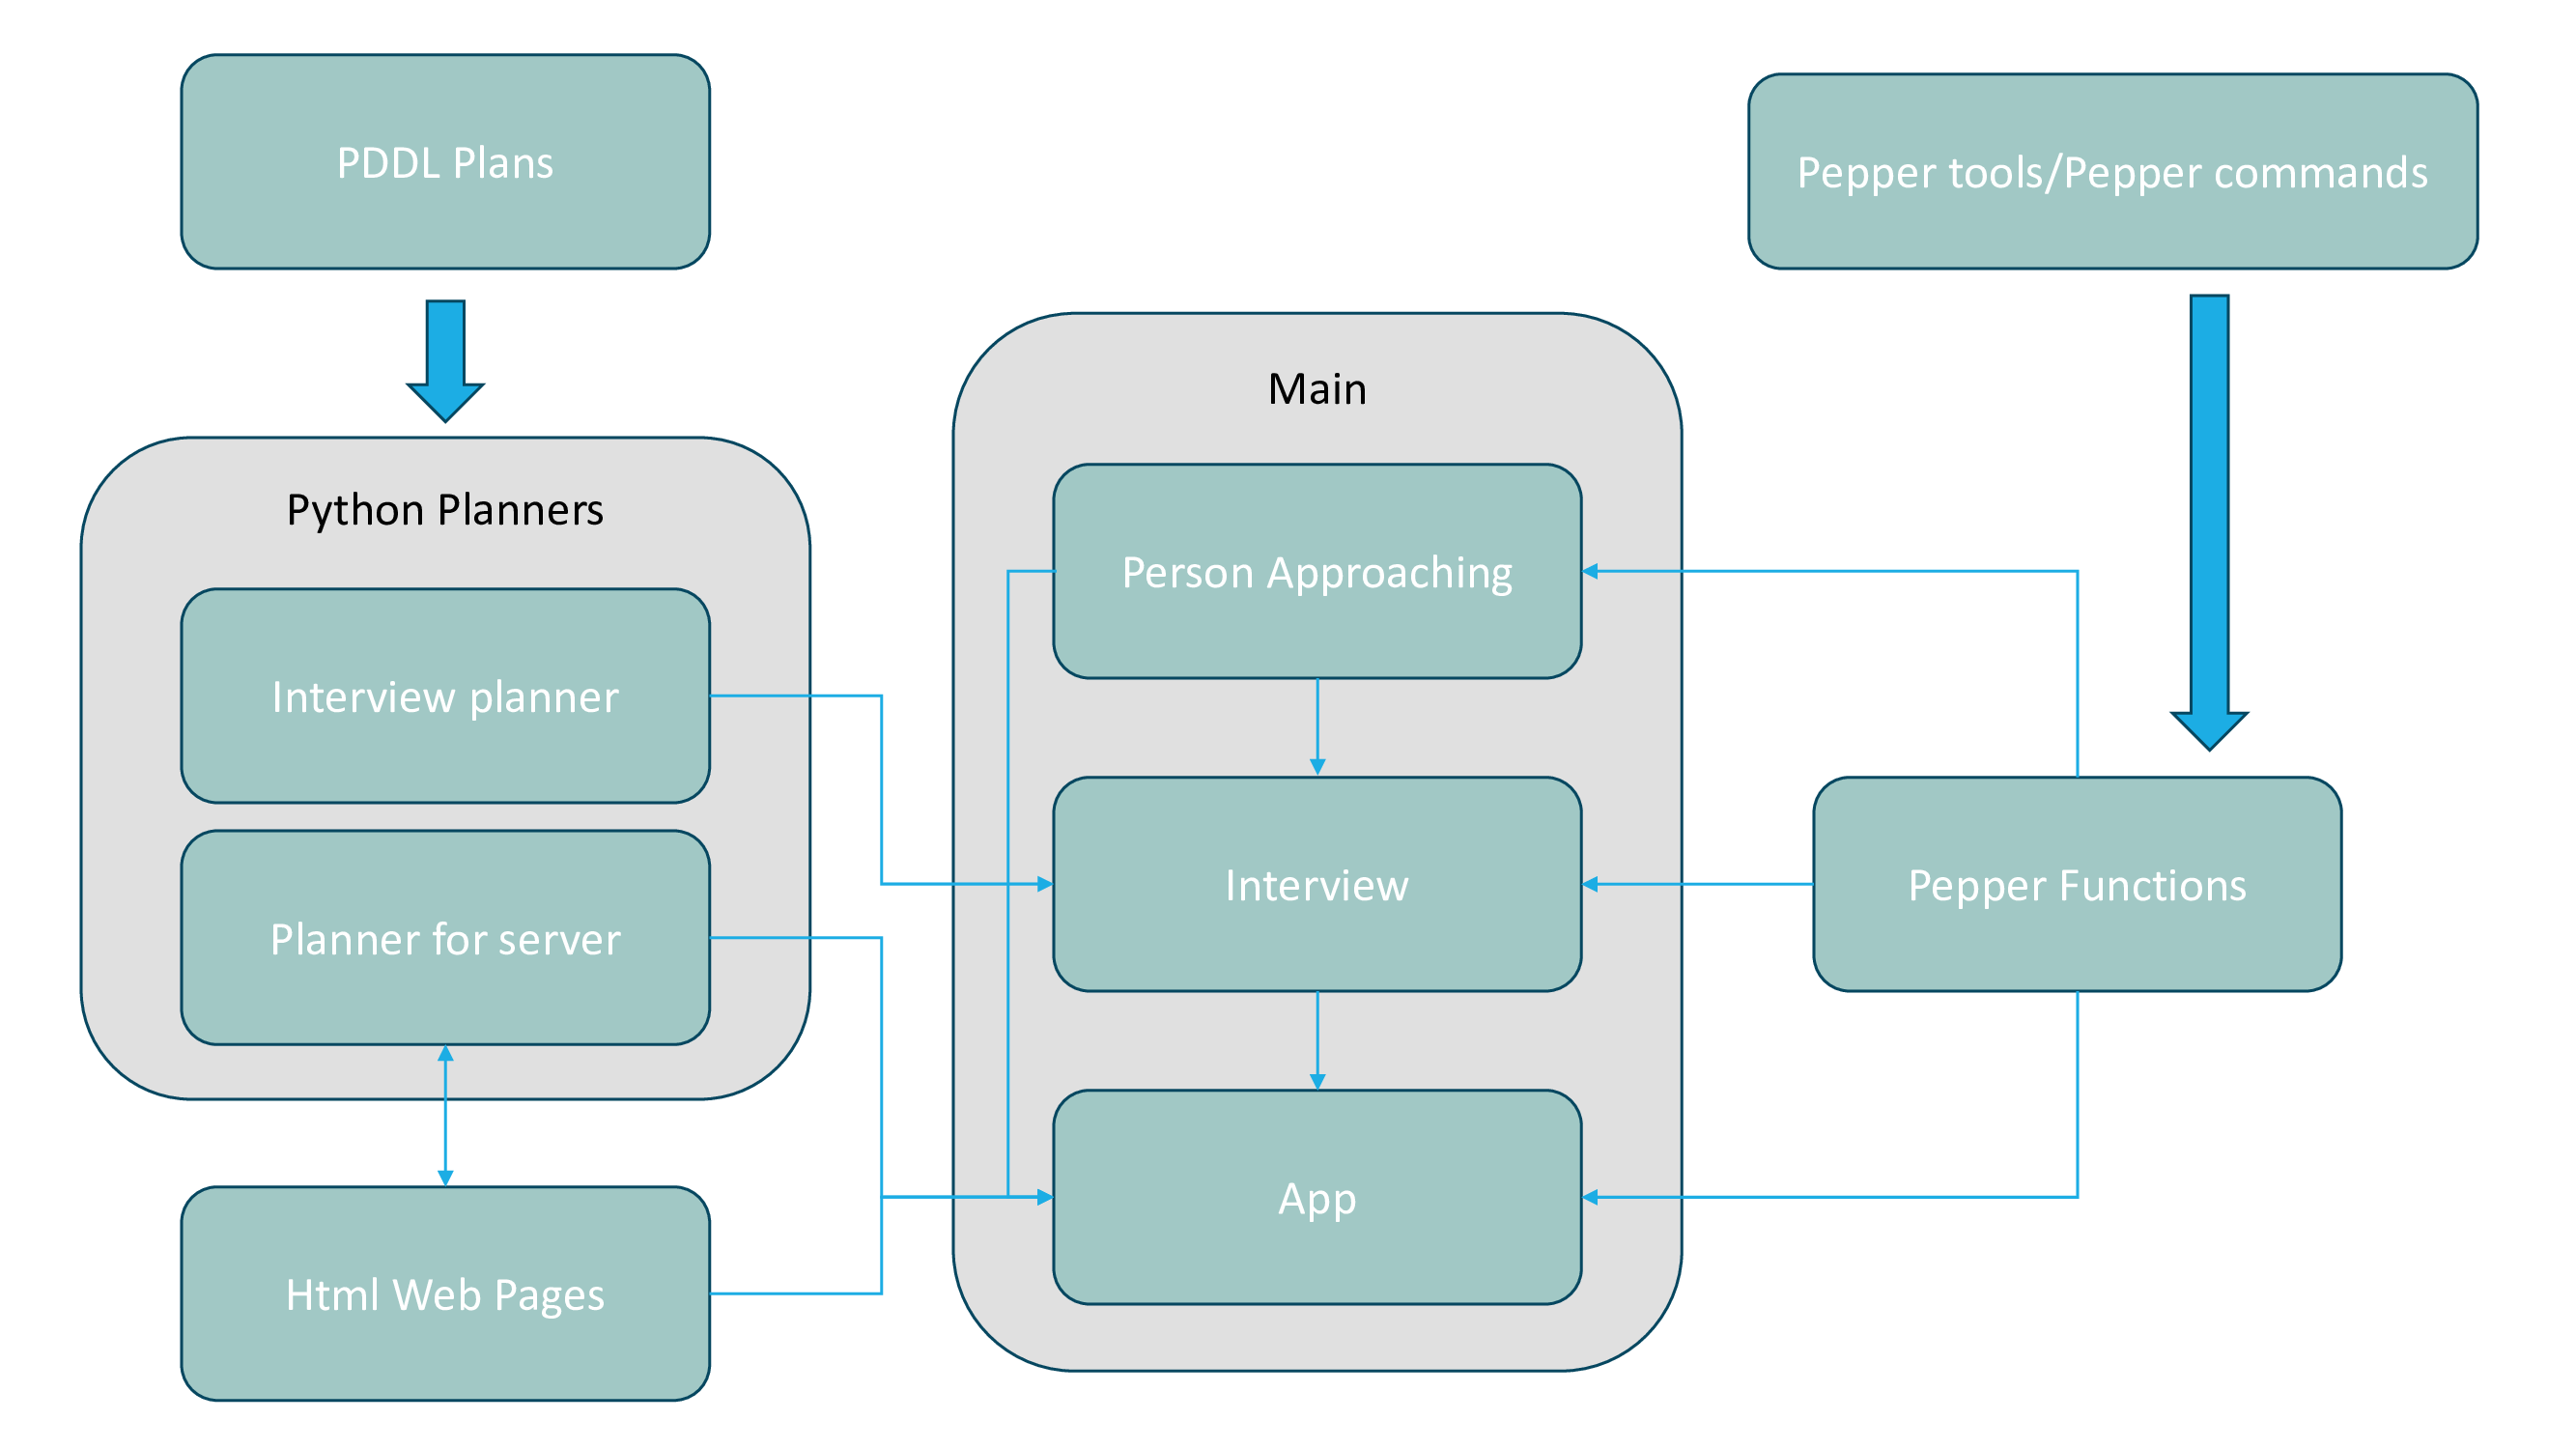 PDDL Plans
Pepper tools/Pepper commands
Main
Python Planners
Person Approaching
Interview planner
Interview
Pepper Functions
Planner for server
App
Html Web Pages